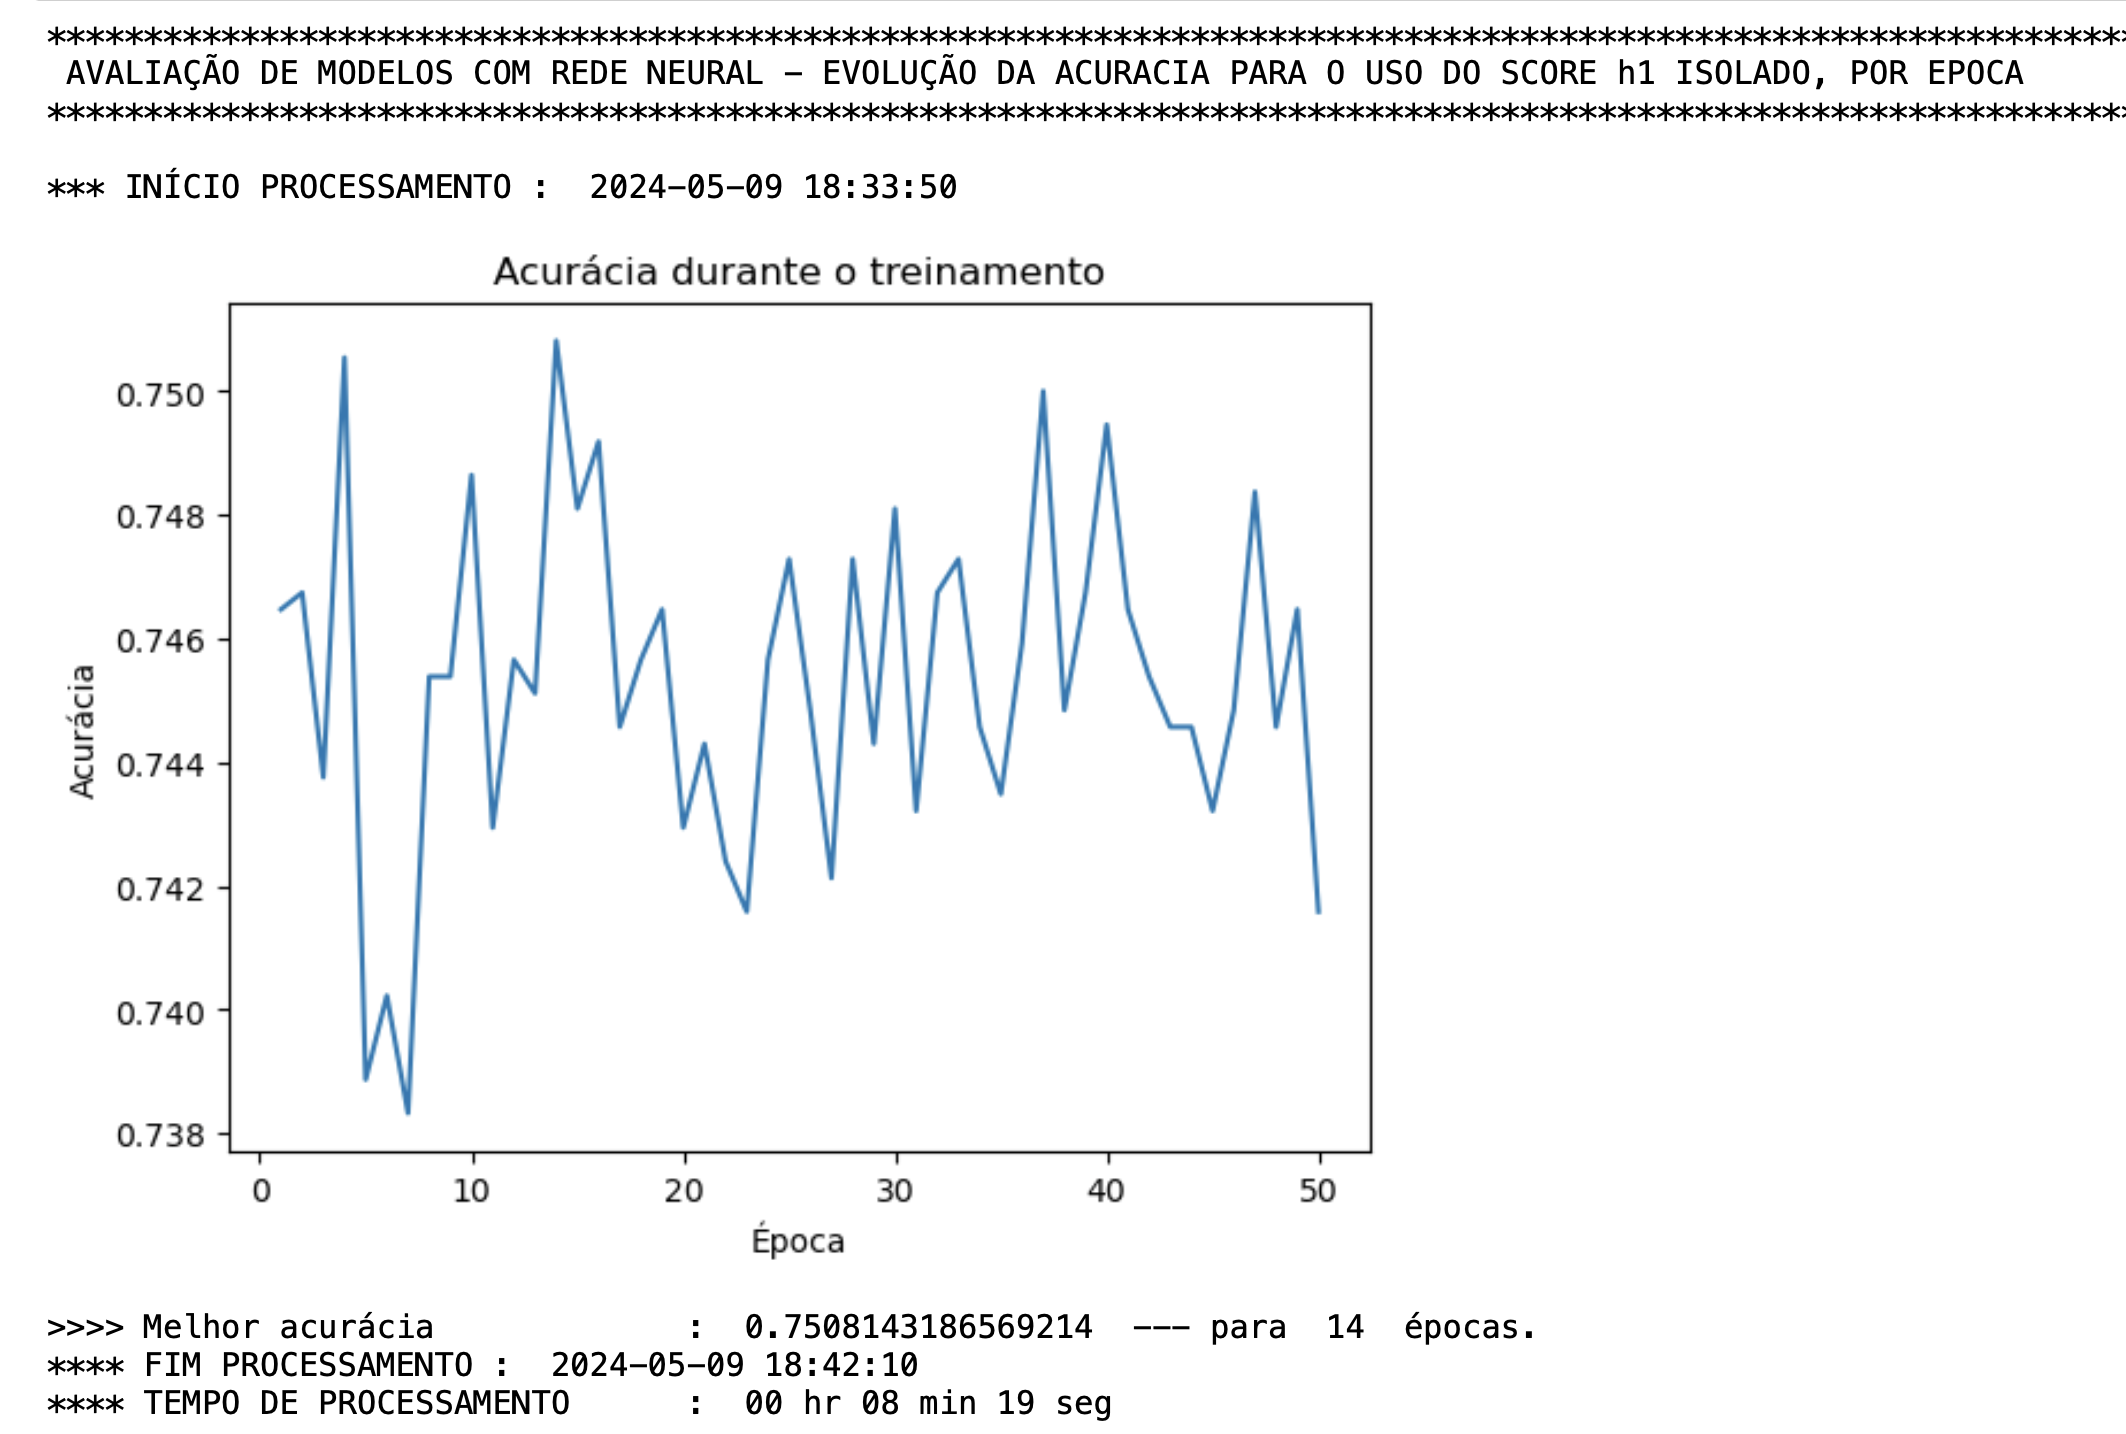 ************************************************************************************************************
AVALIAÇÃO DE MODELOS COM REDE NEURAL – EVOLUÇÃO DA ACURACIA PARA O USO DO SCORE h1 ISOLADO, POR EPOCA
************************************************************************************************************
*** INÍCIO PROCESSAMENTO :  2024-05-09 18:33:50
Acurácia durante o treinamento
0.750
0.748
0.746
0.744
0.742
0.740
0.738
Acurácia
0 10 20 30 40 50
Época
>>>> Melhor acurácia             :  0.7508143186569214  --- para  14  épocas.
**** FIM PROCESSAMENTO :  2024-05-09 18:42:10
**** TEMPO DE PROCESSAMENTO      :  00 hr 08 min 19 seg